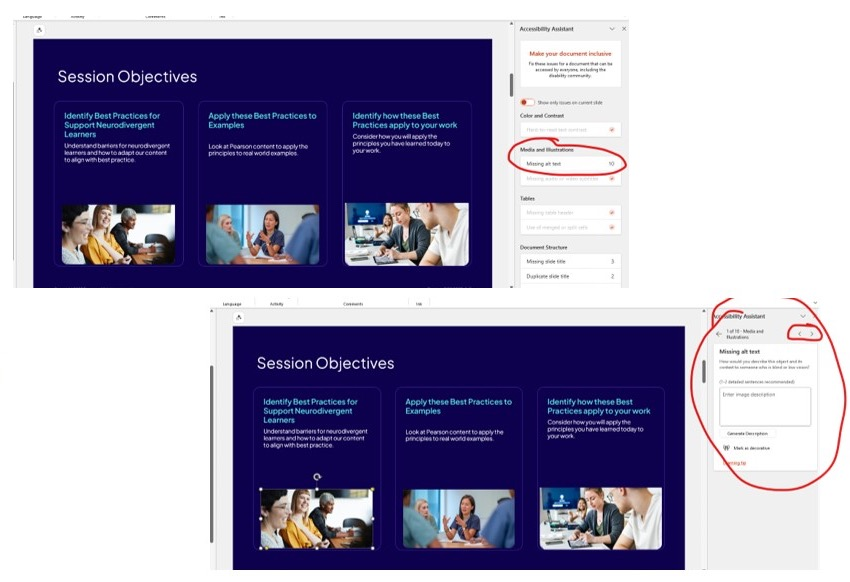 Language
Activity
Comments
Ink
Accessibility Assistant
Make your document inclusive
Fix these issues for a document that can be
accessed by everyone, including the
disability community.
Show only issues on current slide
Color and Contrast
Hard-to-read text contrast
Media and Illustrations
Missing alt text 10
Missing audio or video subtitles
Tables
Missing table header
Use of merged or split cells
Document Structure
Missing slide title 3
Duplicate slide title 2
Session Objectives
Identify Best Practices for
Support Neurodivergent
Learners
Understand barriers for neurodivergent
learners and how to adapt our content
to align with best practice.
Apply these Best Practices to
Examples
Look at Pearson content to apply the
principles to real world examples.
Identify how these Best
Practices apply to your work
Consider how you will apply the
principles you have learned today to
your work.
Language
Activity
Comments
Ink
Accessibility Assistant
1 of 10 - Media and
Illustrations
Missing alt text
How would you describe this object and its
context to someone who is blind or low vision?
(1-2 detailed sentences recommended)
Enter image description
Generate Description
Mark as decorative
Session Objectives
Identify Best Practices for
Support Neurodivergent
Learners
Understand barriers for neurodivergent
learners and how to adapt our content
to align with best practice.
Apply these Best Practices to
Examples
Look at Pearson content to apply the
principles to real world examples.
Identify how these Best
Practices apply to your work
Consider how you will apply the
principles you have learned today to
your work.